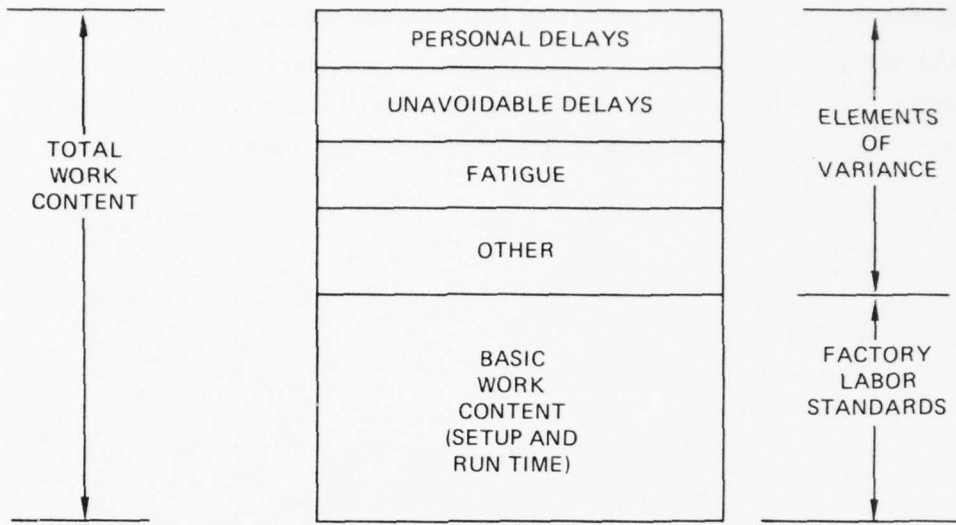 PERSONAL DELAYS
UNAVOIDABLE DELAYS
FATIGUE
OTHER
BASIC
WORK
CONTENT
(SETUP AND
RUN TIME)
TOTAL
WORK
CONTENT
ELEMENTS
OF
VARIANCE
FACTORY
LABOR
STANDARDS